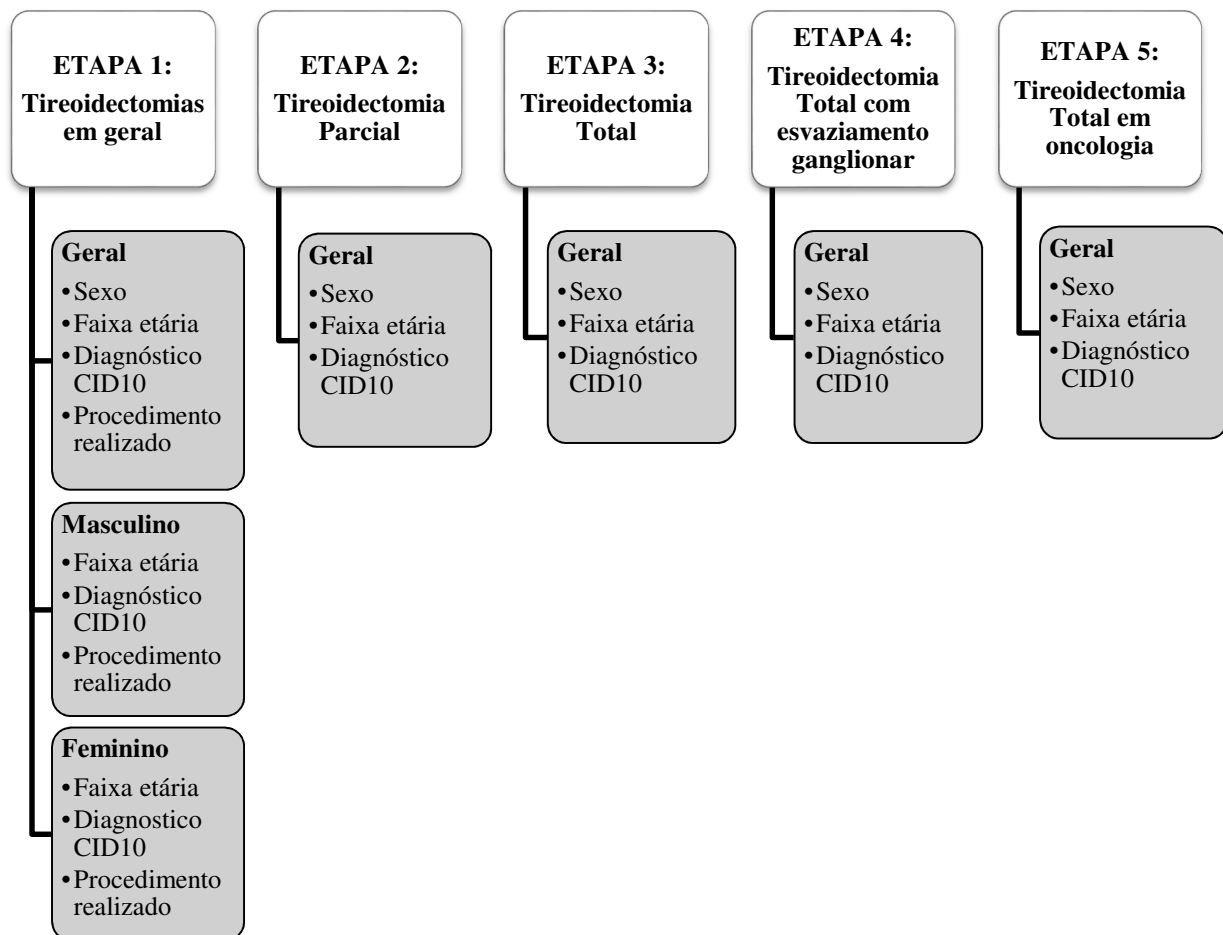 ETAPA 1:
Tireoidectomias
em geral
Geral
•Sexo
•Faixa etária
•Diagnóstico
CID10
•Procedimento
realizado
Masculino
•Faixa etária
•Diagnóstico
CID10
•Procedimento
realizado
Feminino
•Faixa etária
•Diagnostico
CID10
•Procedimento
realizado
ETAPA 2:
Tireoidectomia
Parcial
Geral
•Sexo
•Faixa etária
•Diagnóstico
CID10
ETAPA 3:
Tireoidectomia
Total
Geral
•Sexo
•Faixa etária
•Diagnóstico
CID10
ETAPA 4:
Tireoidectomia
Total com
esvaziamento
ganglionar
Geral
•Sexo
•Faixa etária
•Diagnóstico
CID10
ETAPA 5:
Tireoidectomia
Total em
oncologia
Geral
•Sexo
•Faixa etária
•Diagnóstico
CID10